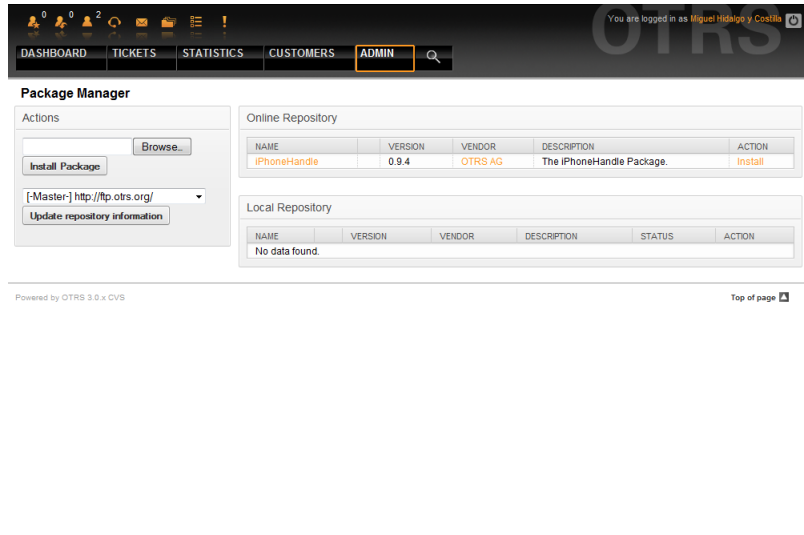 0 0 2
You are logged in as Miguel Hidalgo y Costilla
OTRS
DASHBOARD TICKETS STATISTICS CUSTOMERS ADMIN
Package Manager
Actions
Browse..
Install Package
[-Master-] http://ftp.otrs.org/
Update repository information
Online Repository
NAME VERSION VENDOR DESCRIPTION ACTION
iPhoneHandle 0.9.4 OTRS AG The iPhoneHandle Package. Install
Local Repository
NAME VERSION VENDOR DESCRIPTION STATUS ACTION
No data found.
Powered by OTRS 3.0.x CVS
Top of page